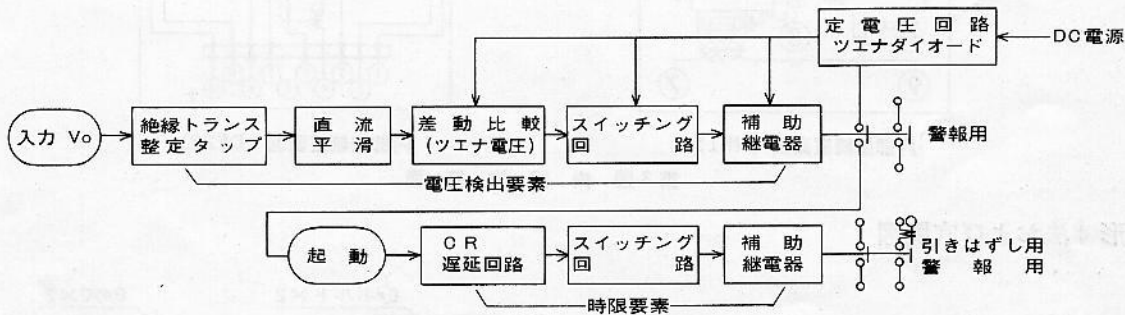 定電圧回路
ツエナダイオード
DC電源
入力 Vo
絶縁トランス
整定タップ
直流
平滑
差動比較
(ツエナ電圧)
スイッチング
回路
補助
継電器
警報用
電圧検出要素
起動
CR
遅延回路
スイッチング
回路
補助
継電器
引きはずし用
警報用
時限要素